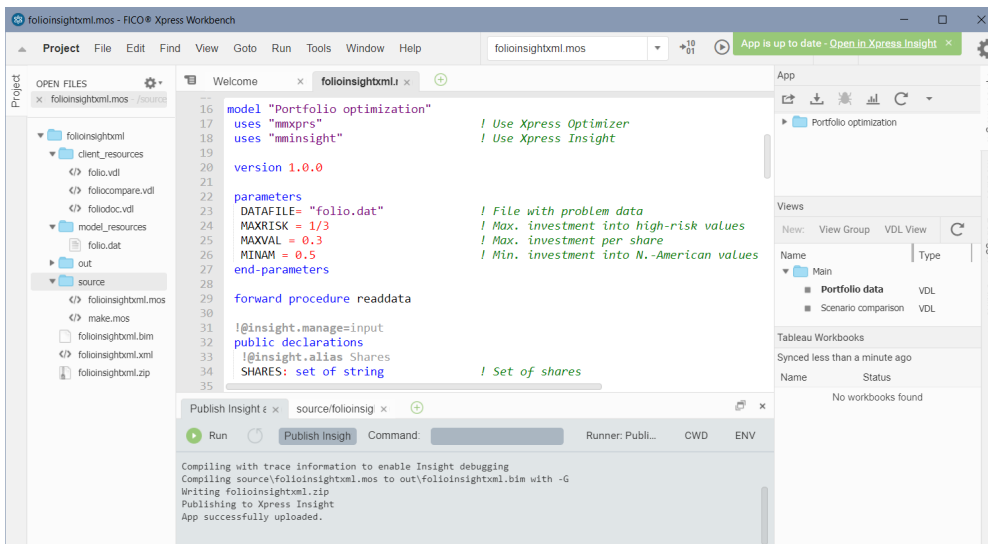 folioinsightxml.mos - FICO® Xpress Workbench
Project File Edit Find View Goto Run Tools Window Help
folioinsightxml.mos
+10
01
App is up to date - Open in Xpress Insight ×
Project
OPEN FILES
× folioinsightxml.mos - /source
folioinsightxml
client_resources
</> folio.vdl
</> foliocompare.vdl
</> foliodoc.vdl
model_resources
folio.dat
out
source
</> folioinsightxml.mos
</> make.mos
folioinsightxml.bim
</> folioinsightxml.xml
folioinsightxml.zip
Welcome × folioinsightxml.r ×
16 model "Portfolio optimization"
17 uses "mmxprs" ! Use Xpress Optimizer
18 uses "mminsight" ! Use Xpress Insight
19
20 version 1.0.0
21
22 parameters
23 DATAFILE= "folio.dat" ! File with problem data
24 MAXRISK = 1/3 ! Max. investment into high-risk values
25 MAXVAL = 0.3 ! Max. investment per share
26 MINAM = 0.5 ! Min. investment into N.-American values
27 end-parameters
28
29 forward procedure readdata
30
31 !@insight.manage=input
32 public declarations
33 !@insight.alias Shares
34 SHARES: set of string ! Set of shares
35
Publish Insight a × source/folioinsigl ×
Run Publish Insigh Command: Runner: Publi... CWD ENV
Compiling with trace information to enable Insight debugging
Compiling source\folioinsightxml.mos to out\folioinsightxml.bim with -G
Writing folioinsightxml.zip
Publishing to Xpress Insight
App successfully uploaded.
App
Portfolio optimization
Views
New: View Group VDL View
Name Type
Main
Portfolio data VDL
Scenario comparison VDL
Tableau Workbooks
Synced less than a minute ago
Name Status
No workbooks found